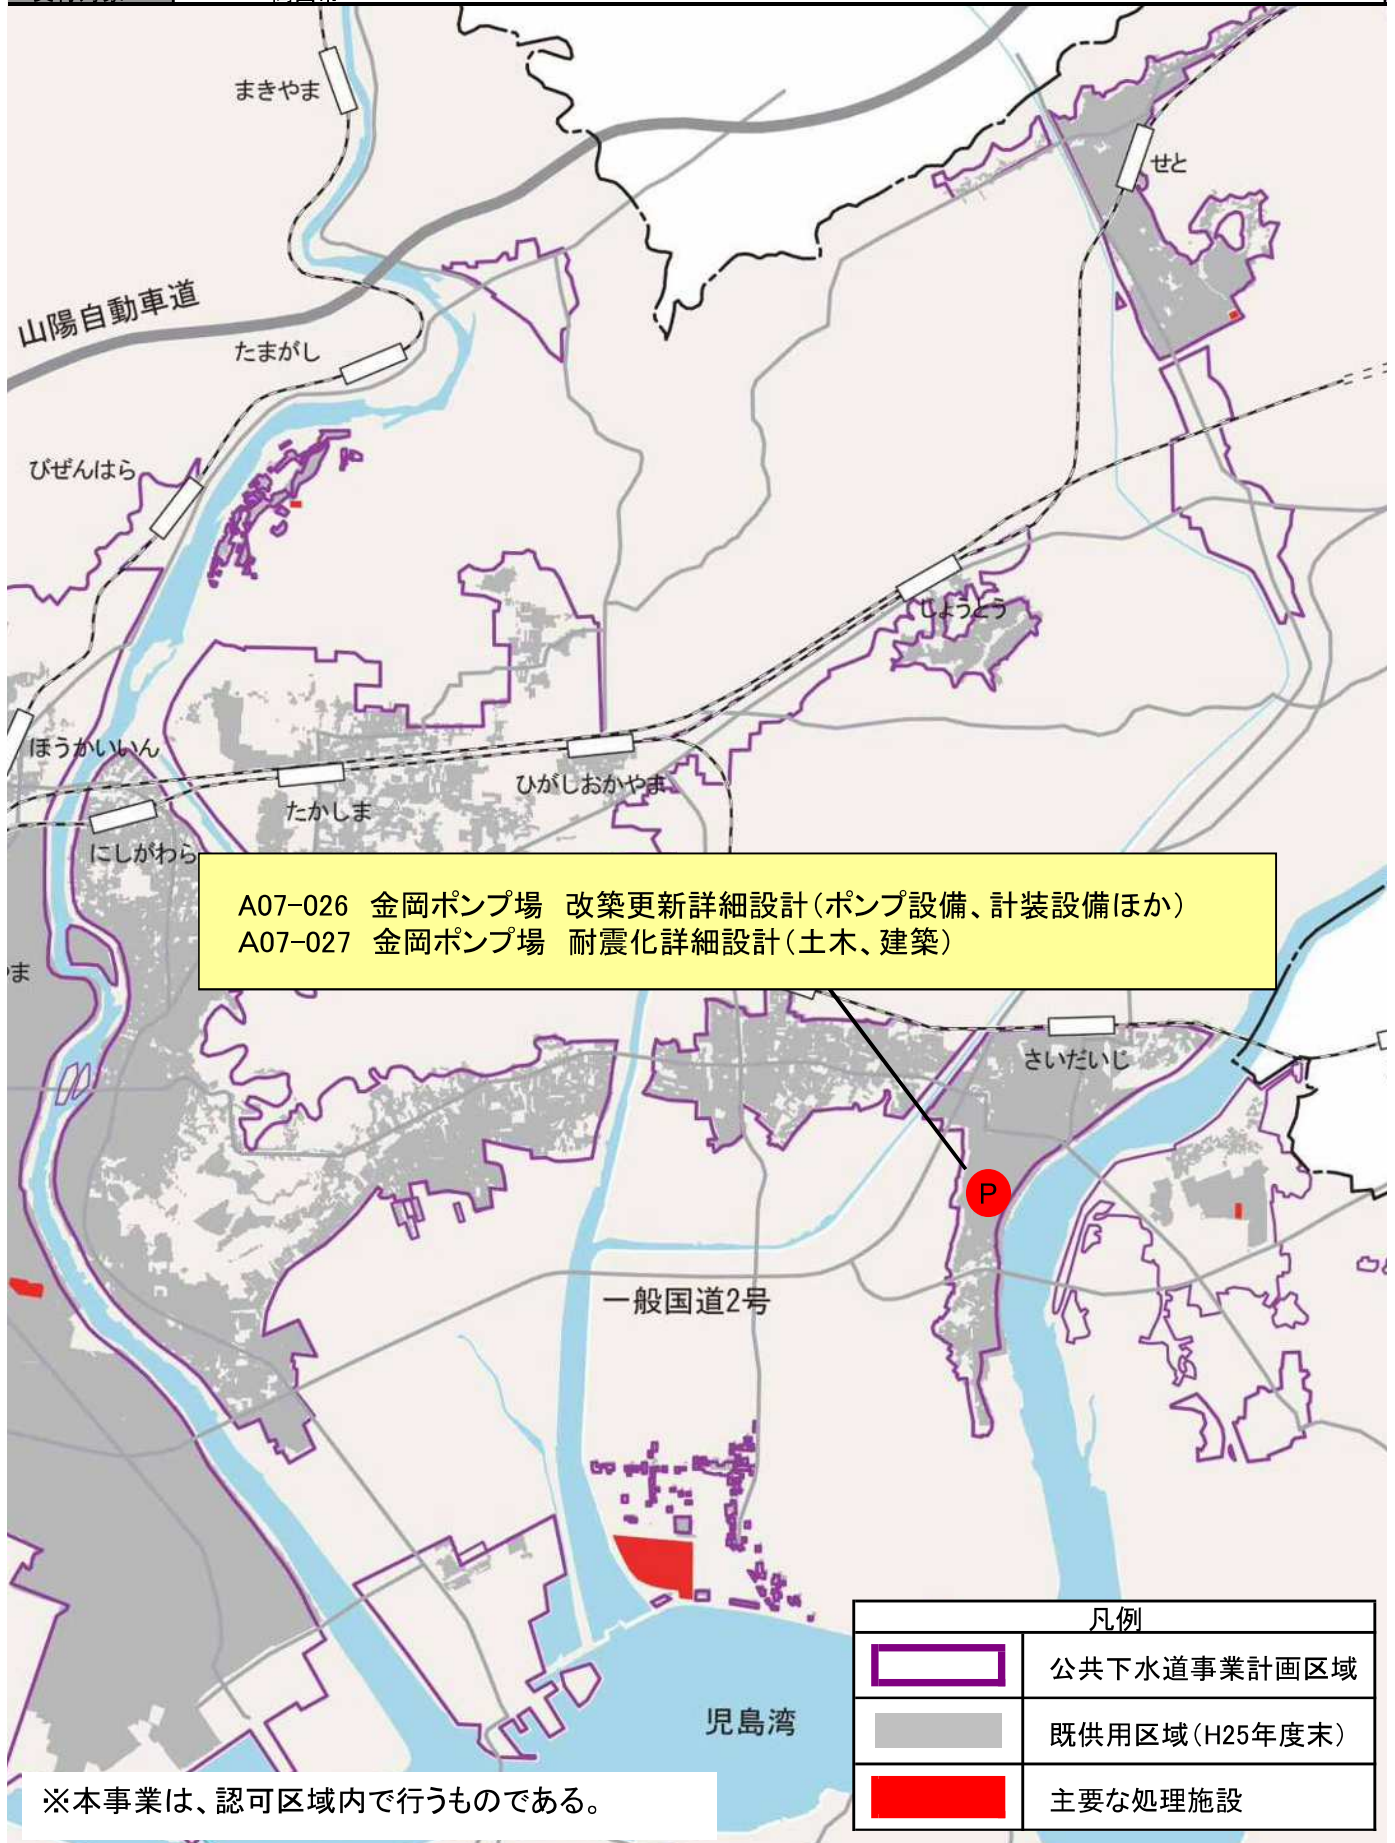 まきやま
せと
山陽自動車道
たまがし
びぜんはら
じょうとう
ほうかいいん
ひがしおかやま
たかしま
にしがわら
A07-026 金岡ポンプ場 改築更新詳細設計(ポンプ設備、計装設備ほか)
A07-027 金岡ポンプ場 耐震化詳細設計(土木、建築)
やま
さいだいじ
P
一般国道2号
児島湾
凡例
公共下水道事業計画区域
既供用区域(H25年度末)
主要な処理施設
※本事業は、認可区域内で行うものである。